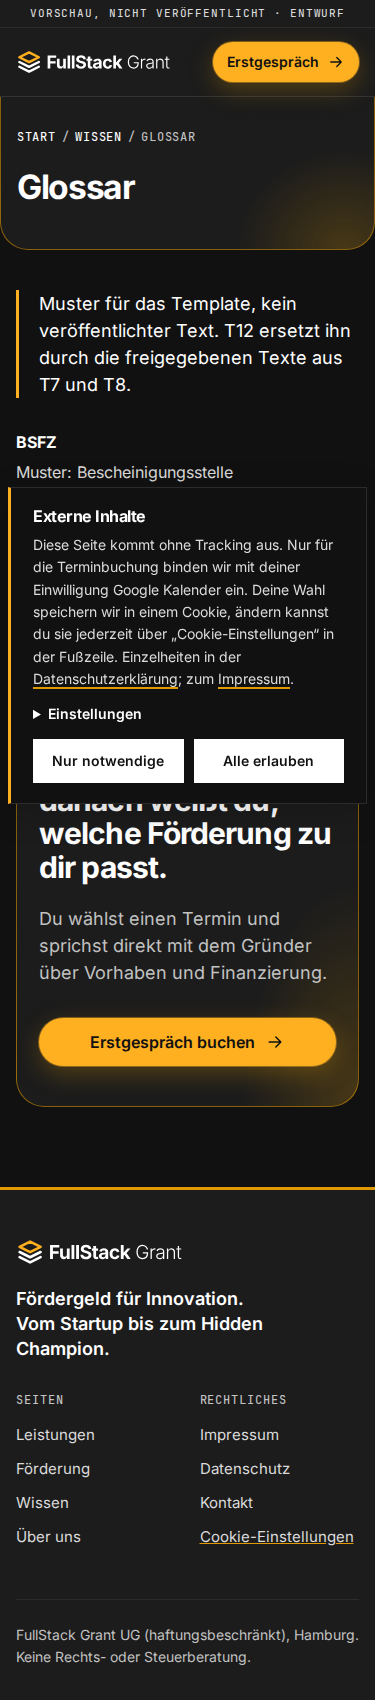 VORSCHAU, NICHT VERÖFFENTLICHT · ENTWURF
FullStack Grant
Erstgespräch →
START / WISSEN / GLOSSAR
Glossar
Muster für das Template, kein
veröffentlichter Text. T12 ersetzt ihn
durch die freigegebenen Texte aus
T7 und T8.
BSFZ
Muster: Bescheinigungsstelle
Externe Inhalte
Diese Seite kommt ohne Tracking aus. Nur für
die Terminbuchung binden wir mit deiner
Einwilligung Google Kalender ein. Deine Wahl
speichern wir in einem Cookie, ändern kannst
du sie jederzeit über „Cookie-Einstellungen“ in
der Fußzeile. Einzelheiten in der
Datenschutzerklärung; zum Impressum.
▶ Einstellungen
Nur notwendige
Alle erlauben
danach weißt du,
welche Förderung zu
dir passt.
Du wählst einen Termin und
sprichst direkt mit dem Gründer
über Vorhaben und Finanzierung.
Erstgespräch buchen →
FullStack Grant
Fördergeld für Innovation.
Vom Startup bis zum Hidden
Champion.
SEITEN
Leistungen
Förderung
Wissen
Über uns
RECHTLICHES
Impressum
Datenschutz
Kontakt
Cookie-Einstellungen
FullStack Grant UG (haftungsbeschränkt), Hamburg.
Keine Rechts- oder Steuerberatung.